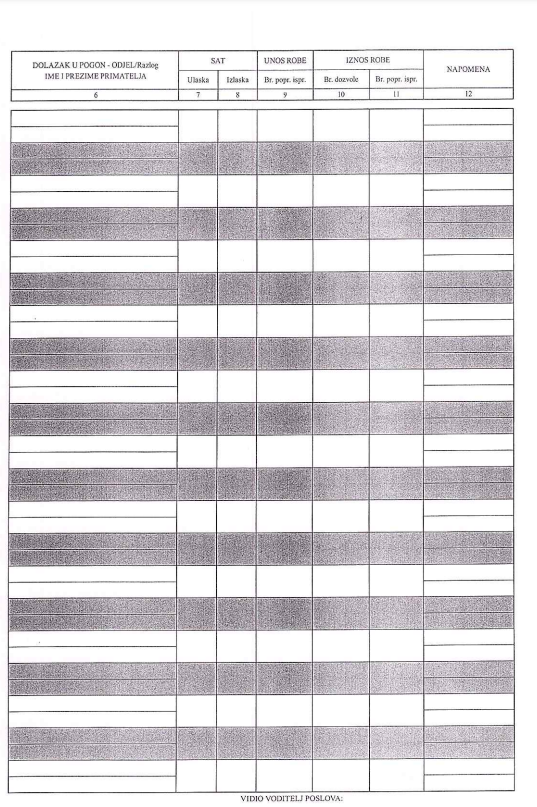 DOLAZAK U POGON - ODJEL/Razlog
IME I PREZIME PRIMATELJA
SAT
UNOS ROBE
IZNOS ROBE
NAPOMENA
Ulaska
Izlaska
Br. popr. ispr.
Br. dozvole
Br. popr. ispr.
6
7
8
9
10
11
12
VIDIO VODITELJ POSLOVA: